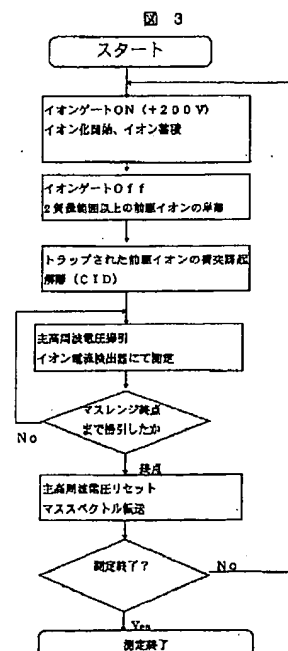 図 3
スタート
イオンゲートON (+200V)
イオン化開始、イオン蓄積
イオンゲートOff
2質量範囲以上の前駆イオンの単離
トラップされた前駆イオンの衝突誘起
解離 (CID)
主高周波電圧掃引
イオン電流検出器にて測定
マスレンジ終点
まで掃引したか
No
終点
主高周波電圧リセット
マススペクトル転送
測定終了?
No
Yes
測定終了